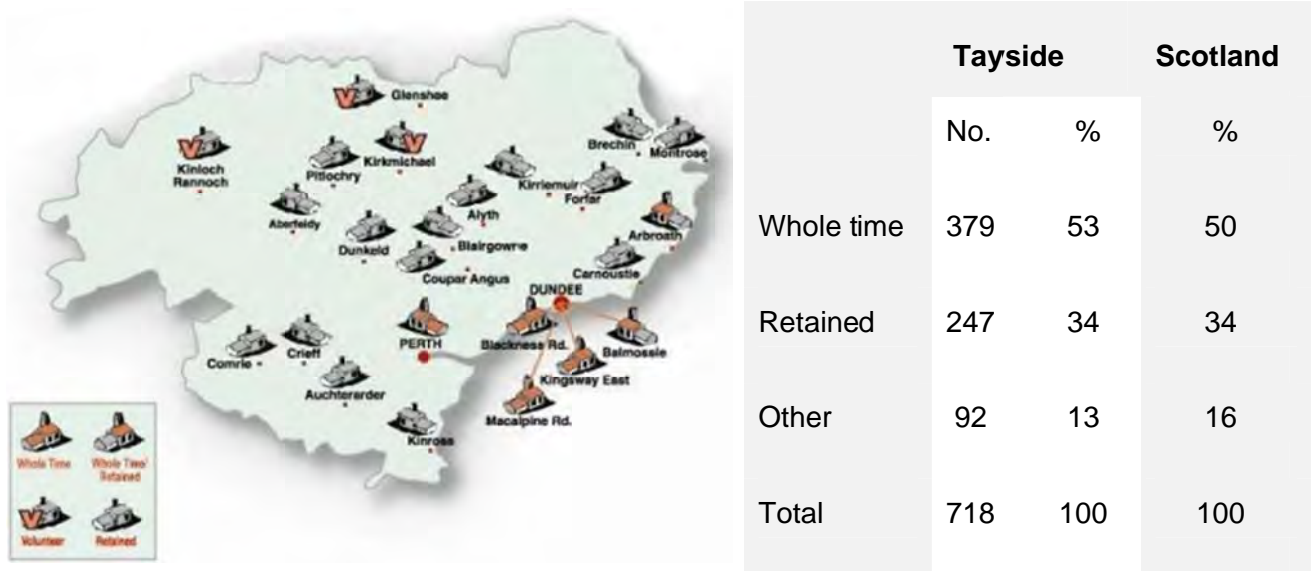 Glenshee
Brechin
Montrose
Kinloch
Rannoch
Pitlochry
Kirkmichael
Kirriemuir
Forfar
Aberfeldy
Alyth
Arbroath
Dunkeld
Blairgowrie
Coupar Angus
Carnoustie
DUNDEE
PERTH
Blackness Rd.
Balmossie
Kingsway East
Comrie
Crieff
Auchterarder
Macalpine Rd.
Kinross
Whole Time
Whole Time/
Retained
V
Volunteer
Retained
Tayside Scotland
No. % %
Whole time 379 53 50
Retained 247 34 34
Other 92 13 16
Total 718 100 100